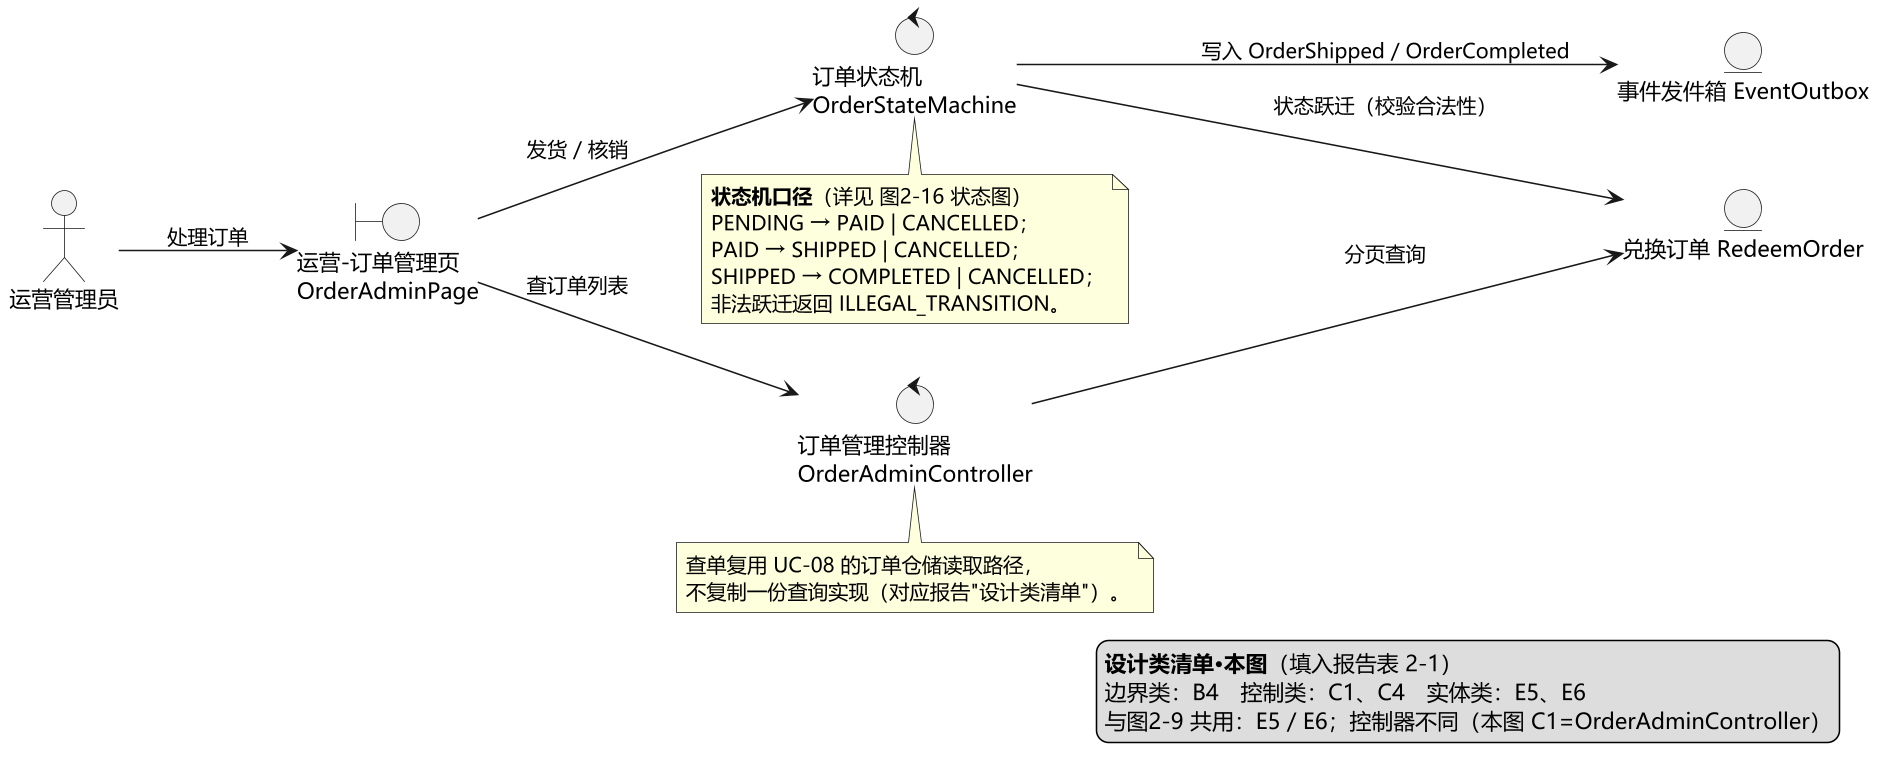 运营管理员
处理订单
运营-订单管理页
OrderAdminPage
发货 / 核销
查订单列表
订单状态机
OrderStateMachine
状态机口径（详见 图2-16 状态图）
PENDING → PAID | CANCELLED；
PAID → SHIPPED | CANCELLED；
SHIPPED → COMPLETED | CANCELLED；
非法跃迁返回 ILLEGAL_TRANSITION。
订单管理控制器
OrderAdminController
查单复用 UC-08 的订单仓储读取路径，
不复制一份查询实现（对应报告"设计类清单"）。
写入 OrderShipped / OrderCompleted
状态跃迁（校验合法性）
分页查询
事件发件箱 EventOutbox
兑换订单 RedeemOrder
设计类清单•本图（填入报告表 2-1）
边界类：B4　控制类：C1、C4　实体类：E5、E6
与图2-9 共用：E5 / E6；控制器不同（本图 C1=OrderAdminController）